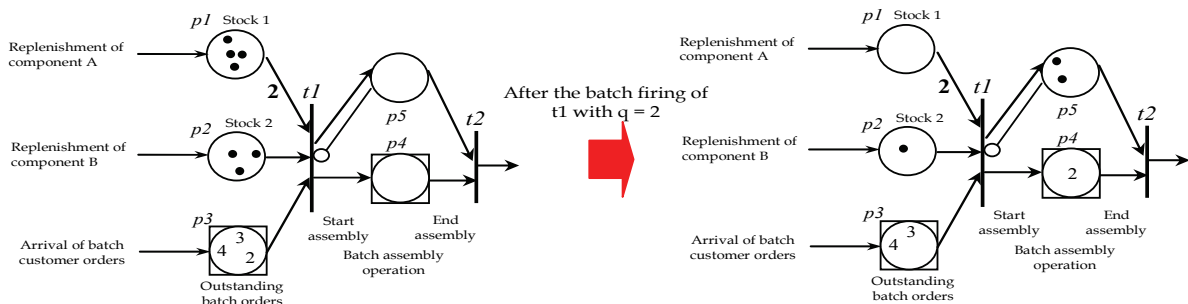 p1 Stock 1
Replenishment of
component A
2 t1
p5
p2 Stock 2
t2
p4
Replenishment of
component B
p3
Start
assembly
End
assembly
Arrival of batch
customer orders
4 3 2
Batch assembly
operation
Outstanding
batch orders
After the batch firing of
t1 with q = 2
p1 Stock 1
Replenishment of
component A
2 t1
p5
p2 Stock 2
t2
p4
Replenishment of
component B
2
p3
Start
assembly
End
assembly
Arrival of batch
customer orders
4 3
Batch assembly
operation
Outstanding
batch orders